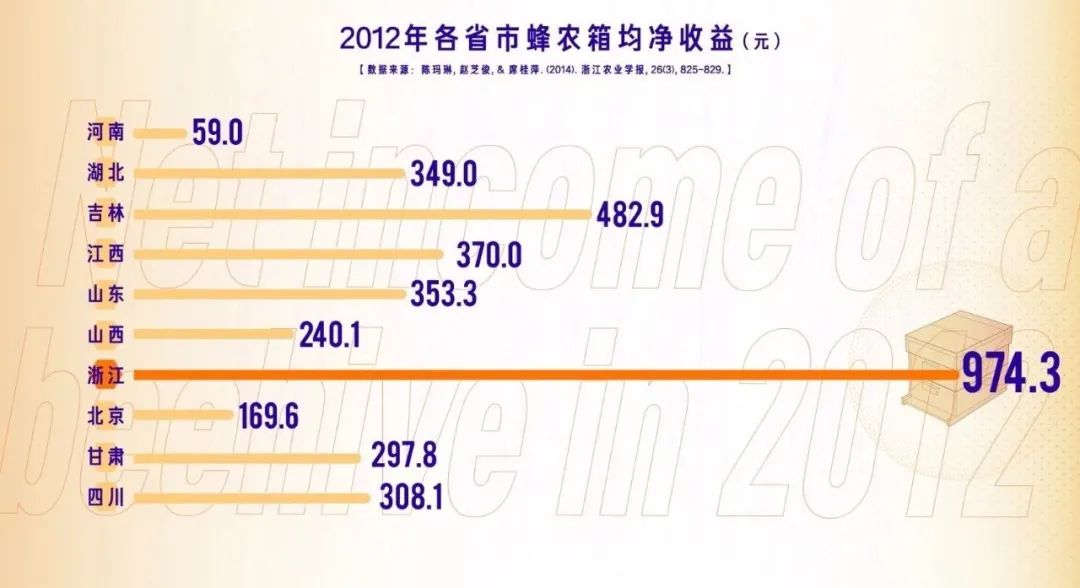 2012年各省市蜂农箱均净收益(元)
【数据来源：陈玛琳, 赵芝俊, & 席桂萍. (2014). 浙江农业学报, 26(3), 825-829.】
河南 59.0
湖北 349.0
吉林 482.9
江西 370.0
山东 353.3
山西 240.1
浙江 974.3
北京 169.6
甘肃 297.8
四川 308.1
Net income of a
beehive in 2012